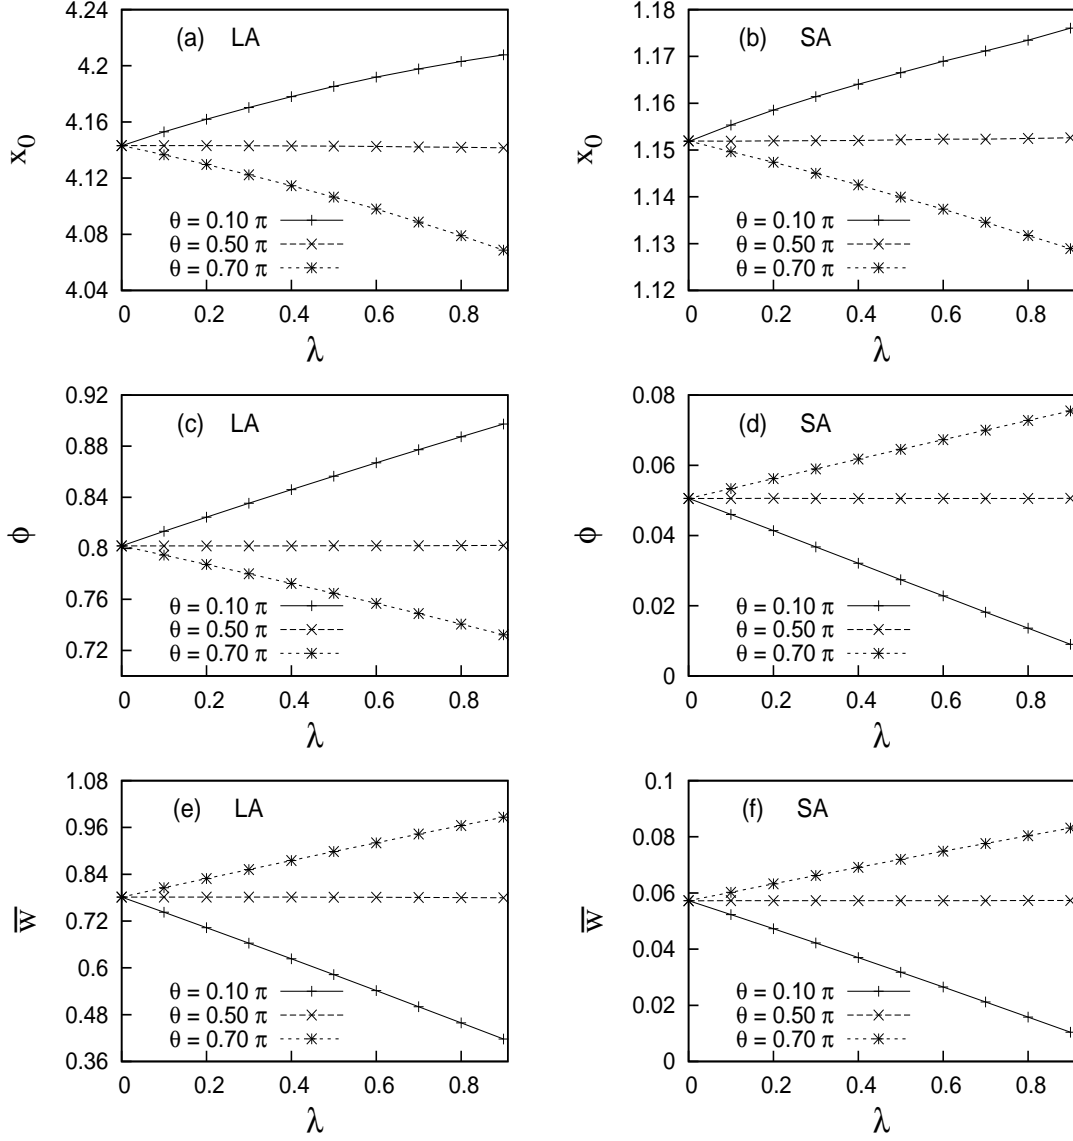 4.24
4.2
4.16
4.12
4.08
4.04
x₀
(a) LA
θ = 0.10 π
θ = 0.50 π
θ = 0.70 π
0 0.2 0.4 0.6 0.8
λ
1.18
1.17
1.16
1.15
1.14
1.13
1.12
x₀
(b) SA
θ = 0.10 π
θ = 0.50 π
θ = 0.70 π
0 0.2 0.4 0.6 0.8
λ
0.92
0.88
0.84
0.8
0.76
0.72
ϕ
(c) LA
θ = 0.10 π
θ = 0.50 π
θ = 0.70 π
0 0.2 0.4 0.6 0.8
λ
0.08
0.06
0.04
0.02
0
ϕ
(d) SA
θ = 0.10 π
θ = 0.50 π
θ = 0.70 π
0 0.2 0.4 0.6 0.8
λ
1.08
0.96
0.84
0.72
0.6
0.48
0.36
w̅
(e) LA
θ = 0.10 π
θ = 0.50 π
θ = 0.70 π
0 0.2 0.4 0.6 0.8
λ
0.1
0.08
0.06
0.04
0.02
0
w̅
(f) SA
θ = 0.10 π
θ = 0.50 π
θ = 0.70 π
0 0.2 0.4 0.6 0.8
λ